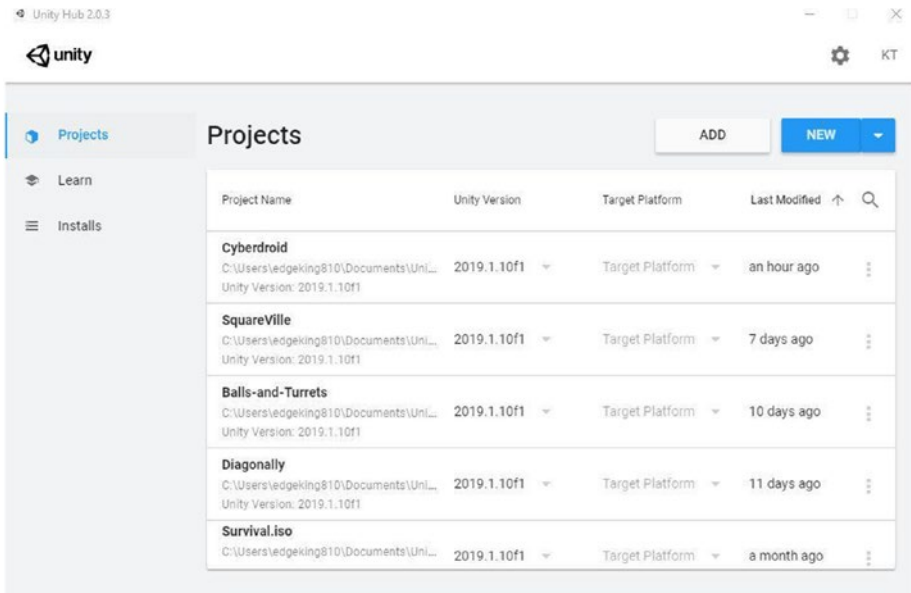 Unity Hub 2.0.3
unity
KT
Projects
Learn
Installs
Projects
ADD
NEW
Project Name Unity Version Target Platform Last Modified
Cyberdroid
C:\Users\edgeking810\Documents\Uni... 2019.1.10f1 Target Platform an hour ago
Unity Version: 2019.1.10f1
SquareVille
C:\Users\edgeking810\Documents\Uni... 2019.1.10f1 Target Platform 7 days ago
Unity Version: 2019.1.10f1
Balls-and-Turrets
C:\Users\edgeking810\Documents\Uni... 2019.1.10f1 Target Platform 10 days ago
Unity Version: 2019.1.10f1
Diagonally
C:\Users\edgeking810\Documents\Uni... 2019.1.10f1 Target Platform 11 days ago
Unity Version: 2019.1.10f1
Survival.iso
C:\Users\edgeking810\Documents\Uni... 2019.1.10f1 Target Platform a month ago